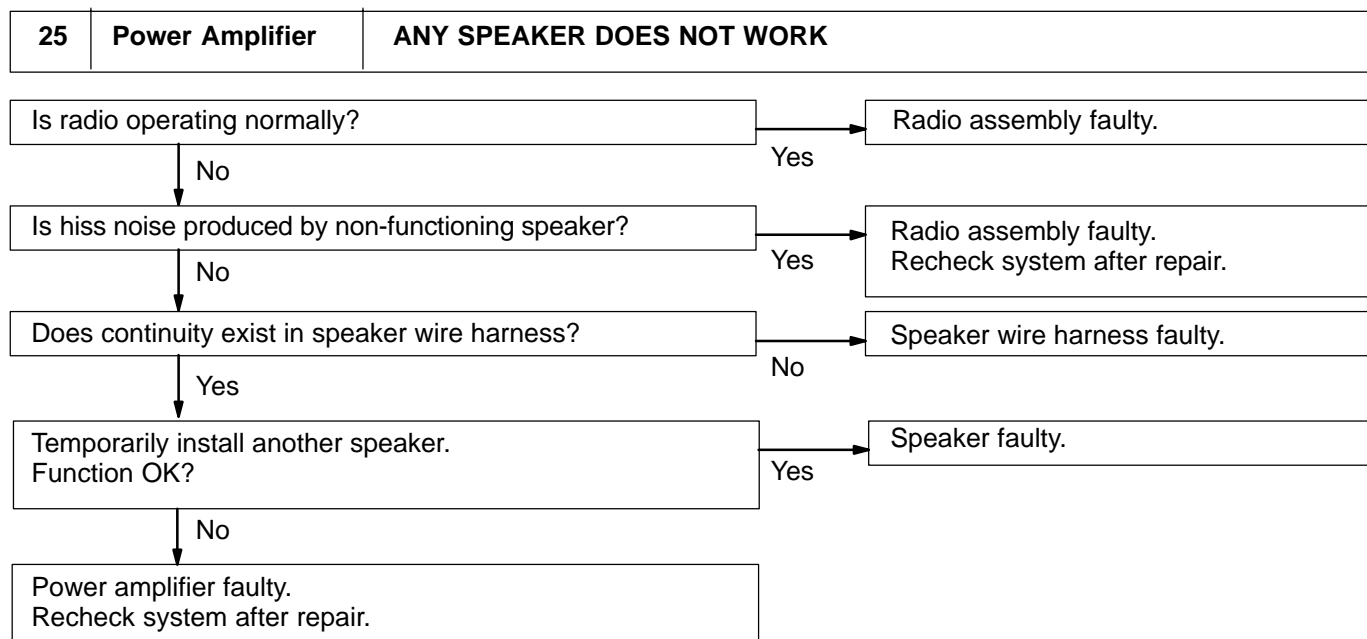 25 Power Amplifier ANY SPEAKER DOES NOT WORK
Is radio operating normally?
Yes
Radio assembly faulty.
No
Is hiss noise produced by non-functioning speaker?
Yes
Radio assembly faulty.
Recheck system after repair.
No
Does continuity exist in speaker wire harness?
No
Speaker wire harness faulty.
Yes
Temporarily install another speaker.
Function OK?
Yes
Speaker faulty.
No
Power amplifier faulty.
Recheck system after repair.